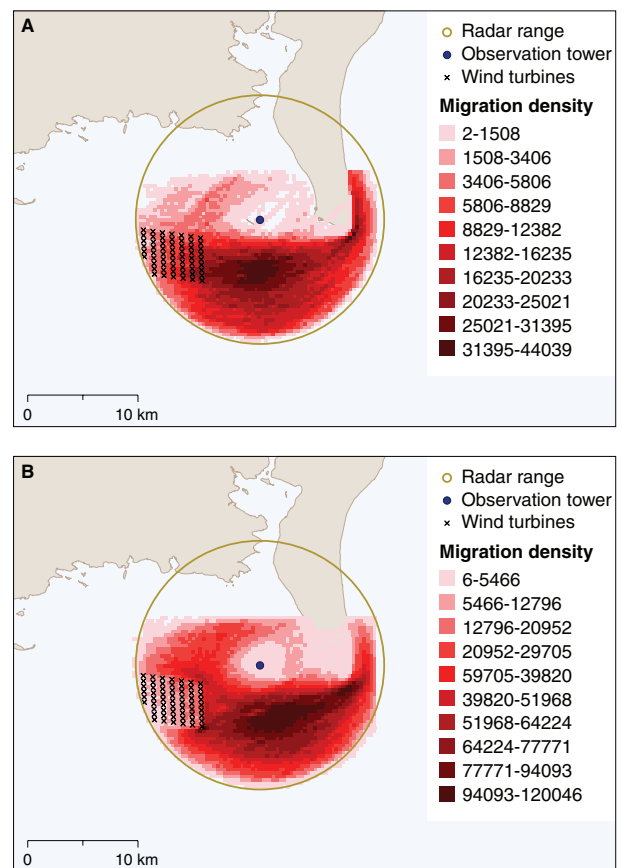 A
Radar range
Observation tower
Wind turbines
Migration density
2-1508
1508-3406
3406-5806
5806-8829
8829-12382
12382-16235
16235-20233
20233-25021
25021-31395
31395-44039
0 10 km
B
Radar range
Observation tower
Wind turbines
Migration density
6-5466
5466-12796
12796-20952
20952-29705
59705-39820
39820-51968
51968-64224
64224-77771
77771-94093
94093-120046
0 10 km